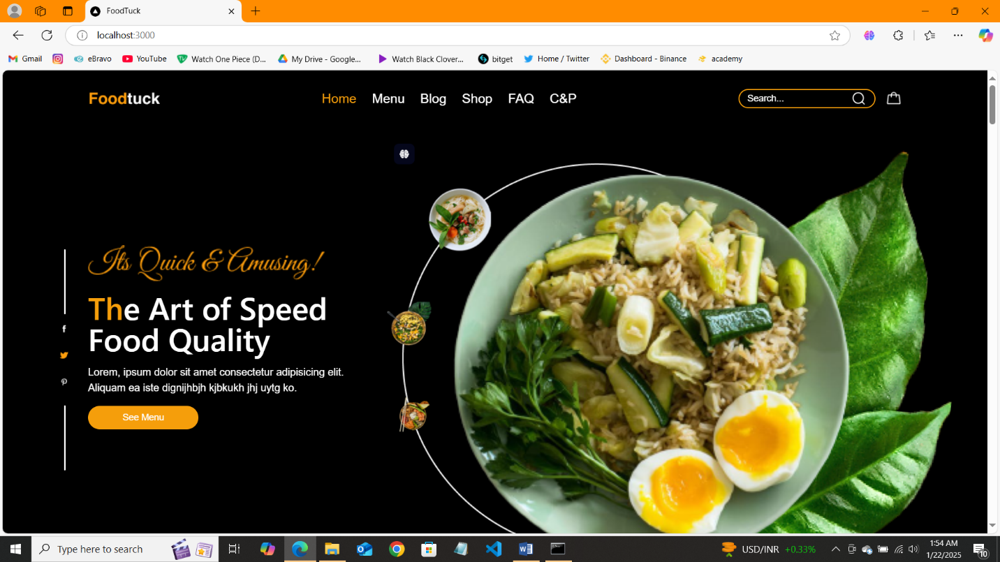 FoodTuck
localhost:3000
Gmail
eBravo
YouTube
Watch One Piece (D...
My Drive - Google...
Watch Black Clover...
bitget
Home / Twitter
Dashboard - Binance
academy
Foodtuck
Home Menu Blog Shop FAQ C&P
Search...
Its Quick & Amusing!
The Art of Speed
Food Quality
Lorem, ipsum dolor sit amet consectetur adipisicing elit.
Aliquam ea iste dignijhbjh kjbkukh jhj uytg ko.
See Menu
Type here to search
USD/INR +0.33%
1:54 AM
1/22/2025
10